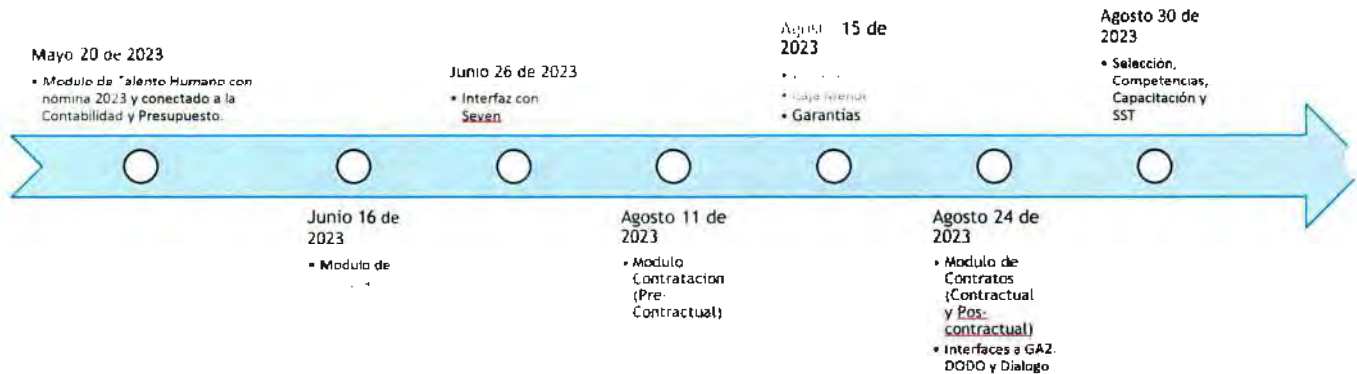 Mayo 20 de 2023
• Modulo de Talento Humano con
nómina 2023 y conectado a la
Contabilidad y Presupuesto.
Junio 16 de
2023
• Modulo de
Junio 26 de 2023
• Interfaz con
Seven
Agosto 11 de
2023
• Modulo
Contratacion
(Pre-
Contractual)
15 de
2023
• Caja Menor
• Garantías
Agosto 24 de
2023
• Modulo de
Contratos
(Contractual
y Pos-
contractual)
• Interfaces a GA2.
DODO y Dialogo
Agosto 30 de
2023
• Selección,
Competencias,
Capacitación y
SST